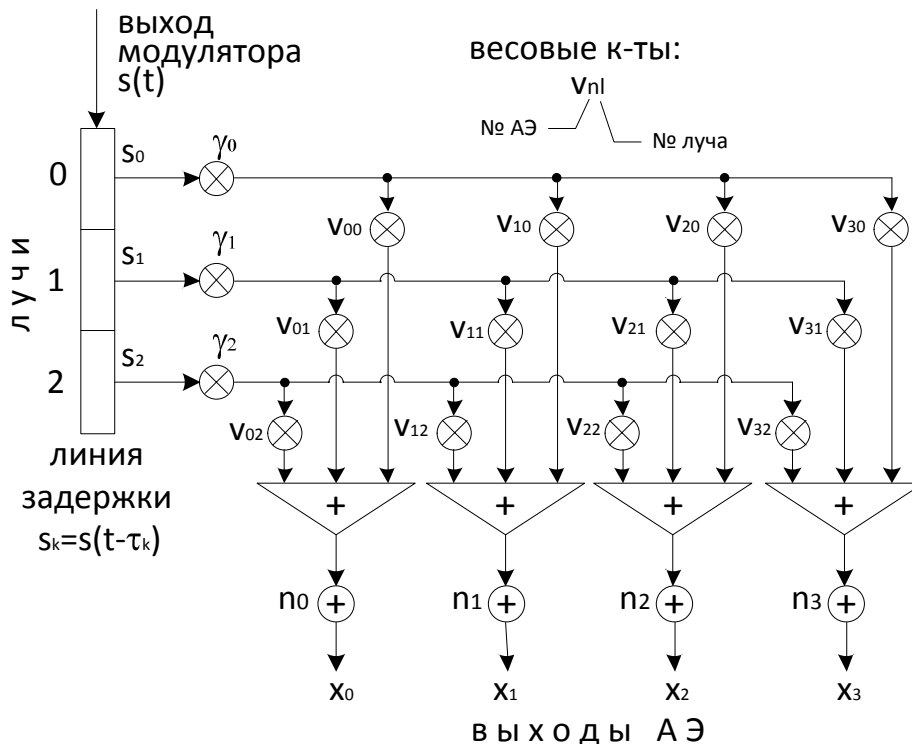 выход
модулятора
s(t)
весовые к-ты:
vnl
№ АЭ
№ луча
лучи
0
s0
γ0
v00
v10
v20
v30
1
s1
γ1
v01
v11
v21
v31
2
s2
γ2
v02
v12
v22
v32
линия
задержки
sk=s(t-τk)
+ + + +
n0 + n1 + n2 + n3 +
x0 x1 x2 x3
выходы АЭ